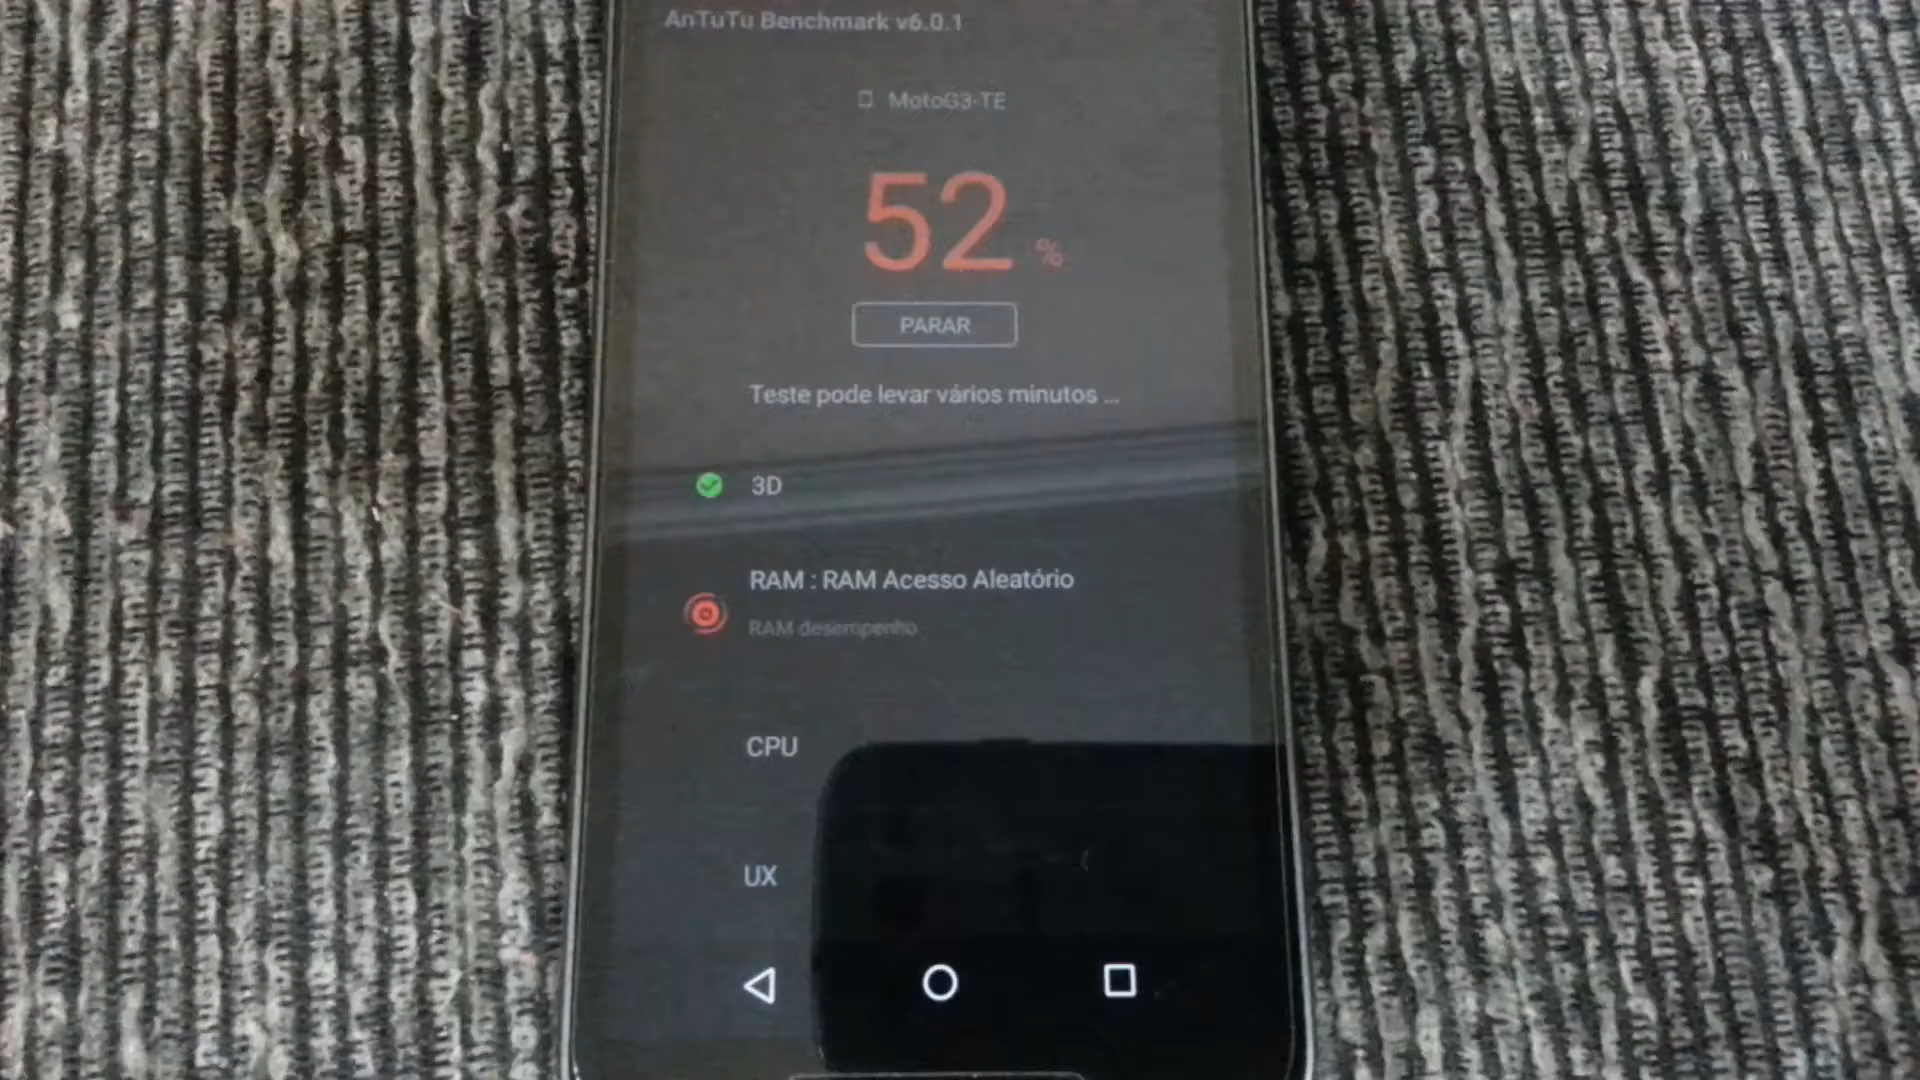 AnTuTu Benchmark v6.0.1
MotoG3-TE
52 %
PARAR
Teste pode levar vários minutos ...
3D
RAM : RAM Acesso Aleatório
RAM desempenho
CPU
UX